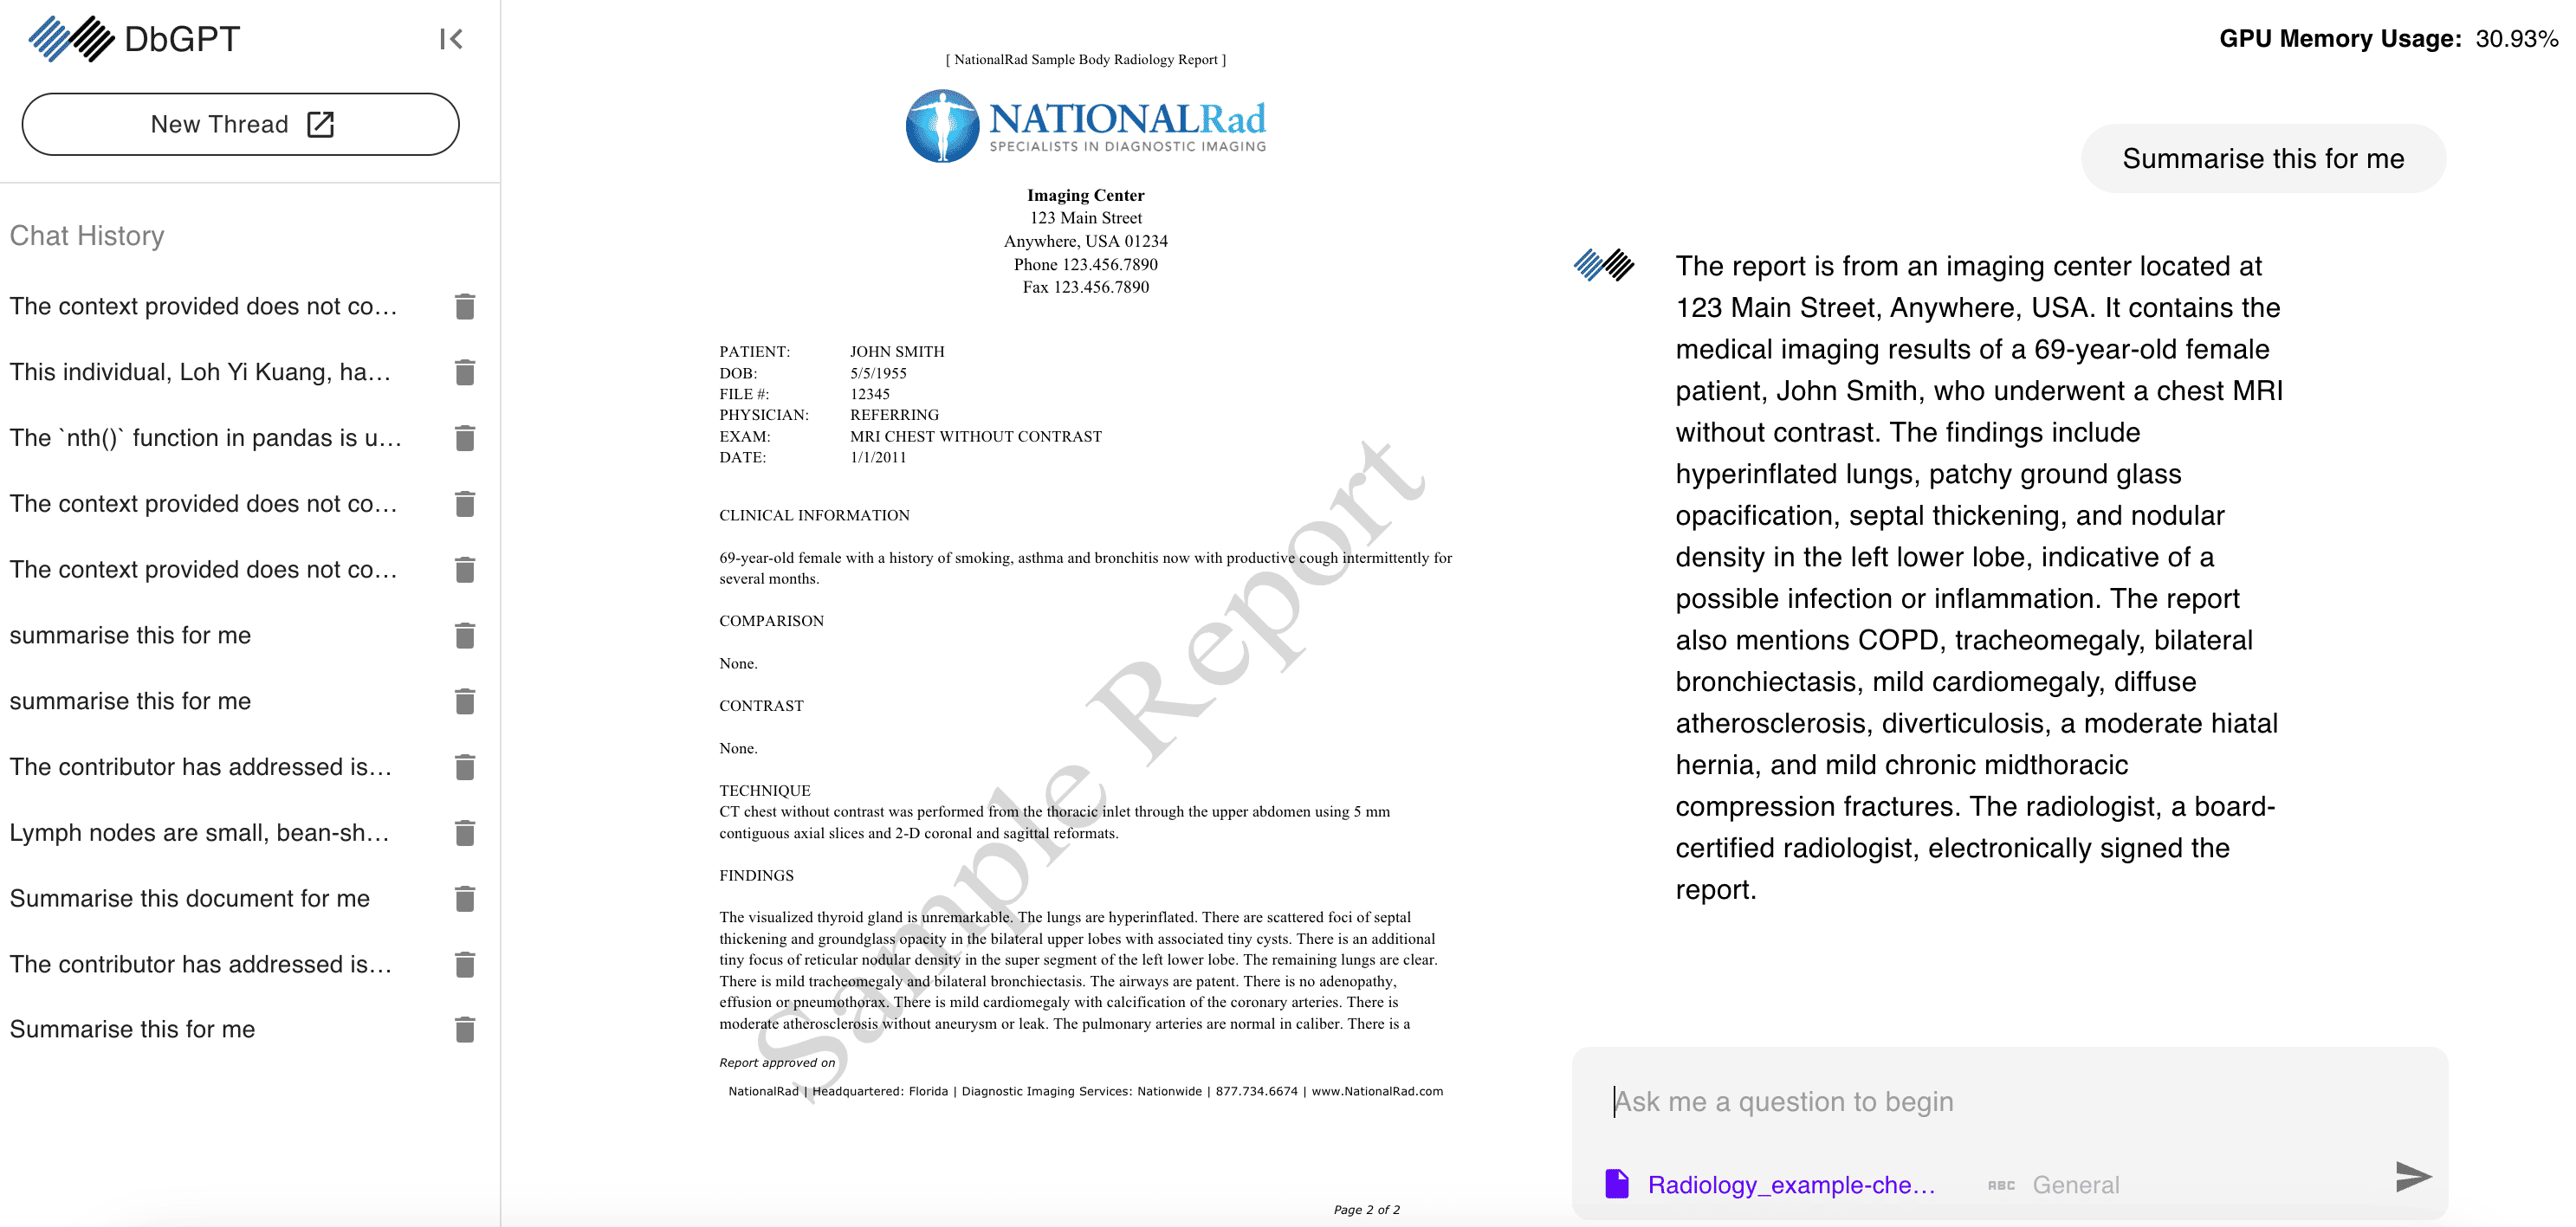 DbGPT
New Thread
Chat History
The context provided does not co...
This individual, Loh Yi Kuang, ha...
The `nth()` function in pandas is u...
The context provided does not co...
The context provided does not co...
summarise this for me
summarise this for me
The contributor has addressed is...
Lymph nodes are small, bean-sh...
Summarise this document for me
The contributor has addressed is...
Summarise this for me
[ NationalRad Sample Body Radiology Report ]
NATIONALRad
SPECIALISTS IN DIAGNOSTIC IMAGING
Imaging Center
123 Main Street
Anywhere, USA 01234
Phone 123.456.7890
Fax 123.456.7890
PATIENT: JOHN SMITH
DOB: 5/5/1955
FILE #: 12345
PHYSICIAN: REFERRING
EXAM: MRI CHEST WITHOUT CONTRAST
DATE: 1/1/2011
CLINICAL INFORMATION
69-year-old female with a history of smoking, asthma and bronchitis now with productive cough intermittently for
several months.
COMPARISON
None.
CONTRAST
None.
TECHNIQUE
CT chest without contrast was performed from the thoracic inlet through the upper abdomen using 5 mm
contiguous axial slices and 2-D coronal and sagittal reformats.
FINDINGS
The visualized thyroid gland is unremarkable. The lungs are hyperinflated. There are scattered foci of septal
thickening and groundglass opacity in the bilateral upper lobes with associated tiny cysts. There is an additional
tiny focus of reticular nodular density in the super segment of the left lower lobe. The remaining lungs are clear.
There is mild tracheomegaly and bilateral bronchiectasis. The airways are patent. There is no adenopathy,
effusion or pneumothorax. There is mild cardiomegaly with calcification of the coronary arteries. There is
moderate atherosclerosis without aneurysm or leak. The pulmonary arteries are normal in caliber. There is a
Sample Report
Report approved on
NationalRad | Headquartered: Florida | Diagnostic Imaging Services: Nationwide | 877.734.6674 | www.NationalRad.com
Page 2 of 2
GPU Memory Usage: 30.93%
Summarise this for me
The report is from an imaging center located at
123 Main Street, Anywhere, USA. It contains the
medical imaging results of a 69-year-old female
patient, John Smith, who underwent a chest MRI
without contrast. The findings include
hyperinflated lungs, patchy ground glass
opacification, septal thickening, and nodular
density in the left lower lobe, indicative of a
possible infection or inflammation. The report
also mentions COPD, tracheomegaly, bilateral
bronchiectasis, mild cardiomegaly, diffuse
atherosclerosis, diverticulosis, a moderate hiatal
hernia, and mild chronic midthoracic
compression fractures. The radiologist, a board-
certified radiologist, electronically signed the
report.
Ask me a question to begin
Radiology_example-che...
ABC General